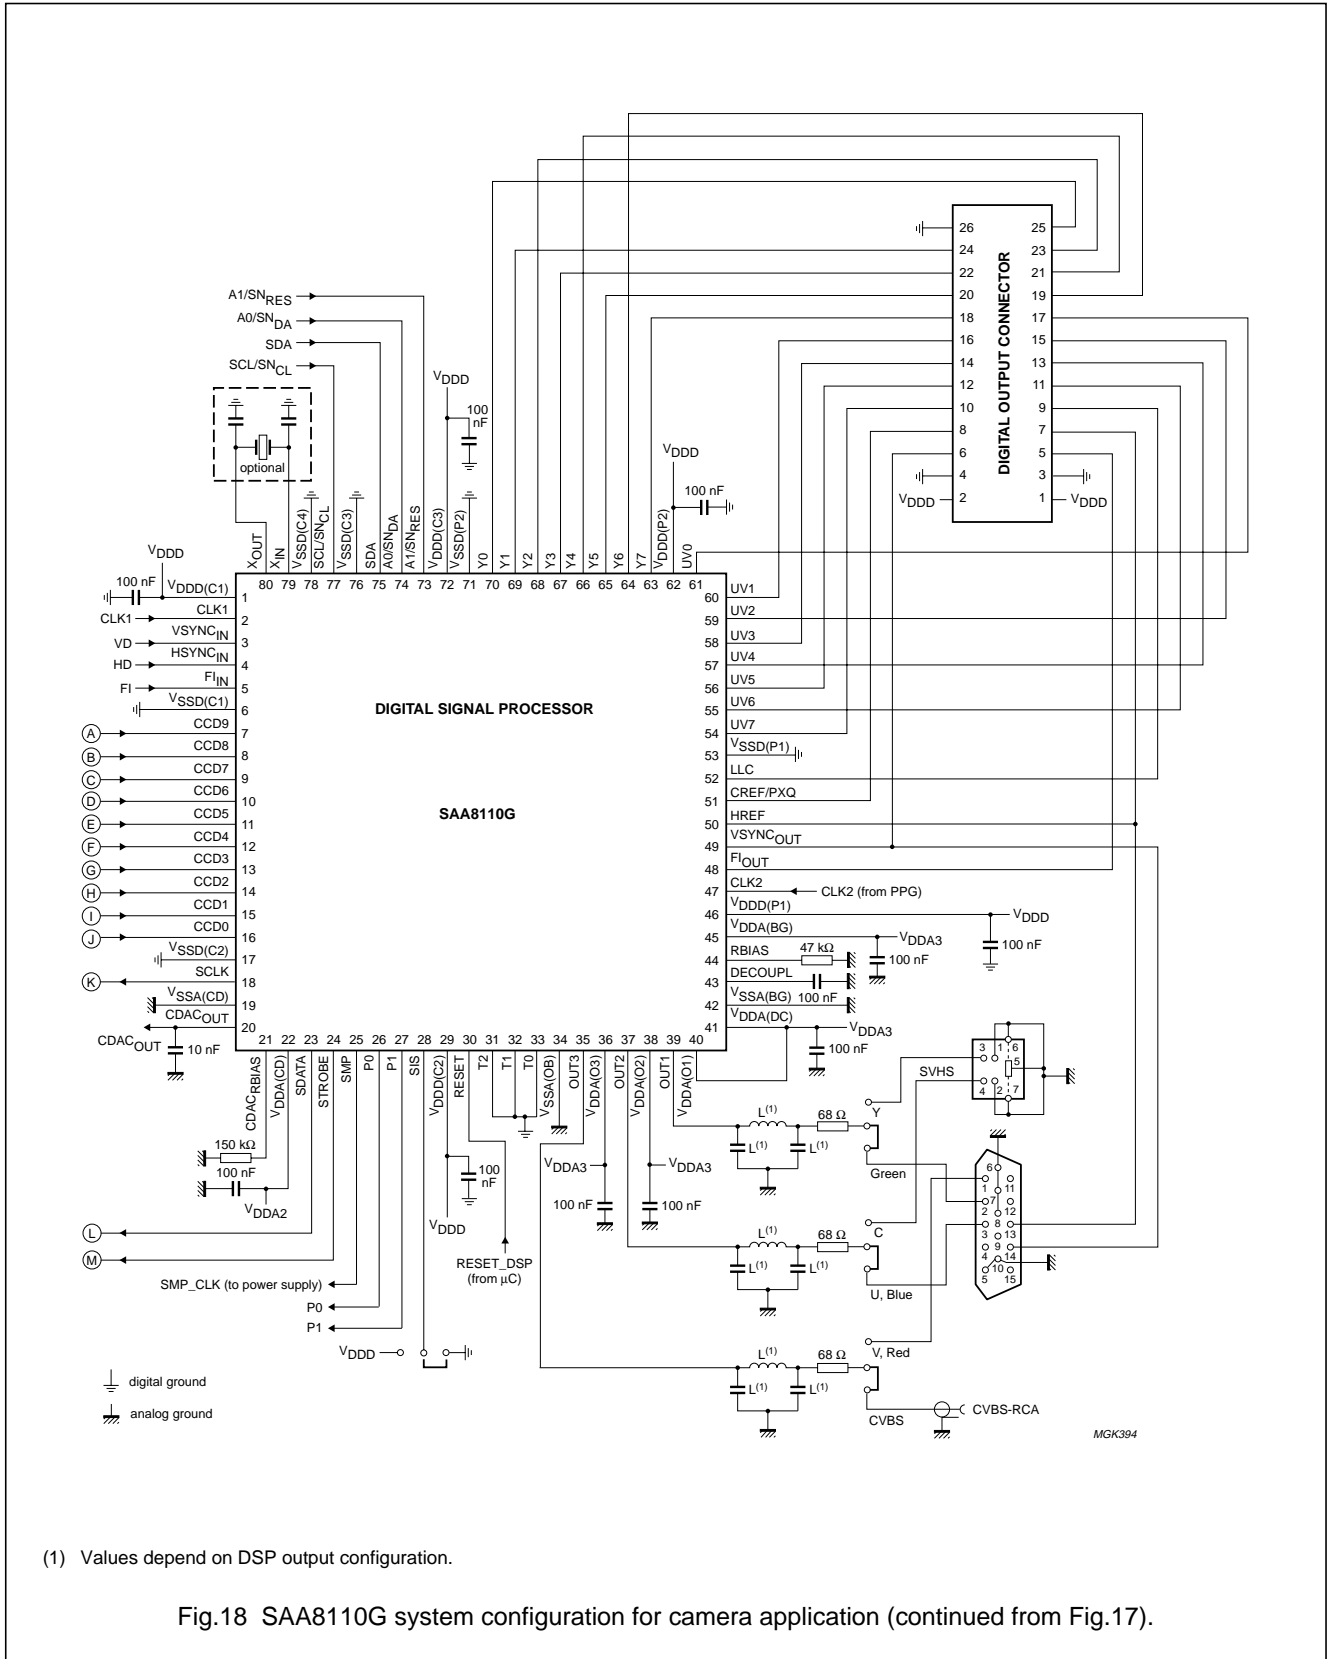 26 25
24 23
22 21
20 19
18 17
16 15
14 13
12 11
10 9
8 7
6 5
4 3
VDDD 2 1 VDDD
DIGITAL OUTPUT CONNECTOR
A1/SNRES
A0/SNDA
SDA
SCL/SNCL
VDDD
100 nF
optional
VDDD
100 nF
XOUT XIN VSSD(C4) SCL/SNCL VSSD(C3) SDA A0/SNDA A1/SNRES VDDD(C3) VSSD(P2) Y0 Y1 Y2 Y3 Y4 Y5 Y6 Y7 VDDD(P2) UV0
80 79 78 77 76 75 74 73 72 71 70 69 68 67 66 65 64 63 62 61
VDDD
100 nF
VDDD(C1) 1
CLK1 CLK1 2
VD VSYNCIN 3
HD HSYNCIN 4
FI FIIN 5
VSSD(C1) 6
A CCD9 7
B CCD8 8
C CCD7 9
D CCD6 10
E CCD5 11
F CCD4 12
G CCD3 13
H CCD2 14
I CCD1 15
J CCD0 16
VSSD(C2) 17
K SCLK 18
VSSA(CD) 19
CDACOUT 20
CDACOUT
10 nF
DIGITAL SIGNAL PROCESSOR
SAA8110G
60 UV1
59 UV2
58 UV3
57 UV4
56 UV5
55 UV6
54 UV7
53 VSSD(P1)
52 LLC
51 CREF/PXQ
50 HREF
49 VSYNCOUT
48 FIOUT
47 CLK2 CLK2 (from PPG)
46 VDDD(P1) VDDD
100 nF
45 VDDA(BG) VDDA3
100 nF
44 RBIAS 47 kΩ
43 DECOUPL
100 nF
42 VSSA(BG)
41 VDDA(DC) VDDA3
100 nF
21 22 23 24 25 26 27 28 29 30 31 32 33 34 35 36 37 38 39 40
CDACRBIAS VDDA(CD) SDATA STROBE SMP P0 P1 SIS VDDD(C2) RESET T2 T1 T0 VSSA(OB) OUT3 VDDA(O3) OUT2 VDDA(O2) OUT1 VDDA(O1)
150 kΩ
100 nF
VDDA2
L
M
SMP_CLK (to power supply)
P0
P1
VDDD
100 nF
VDDD
RESET_DSP
(from µC)
VDDA3
100 nF
VDDA3
100 nF
L(1) 68 Ω
L(1) L(1)
Y
Green
L(1) 68 Ω
L(1) L(1)
C
U, Blue
L(1) 68 Ω
L(1) L(1)
V, Red
CVBS
CVBS-RCA
SVHS
3 1 6
5
4 2 7
6
1 11
7
2 12
8
3 13
9
4 14
10
5 15
digital ground
analog ground
MGK394
(1) Values depend on DSP output configuration.
Fig.18 SAA8110G system configuration for camera application (continued from Fig.17).